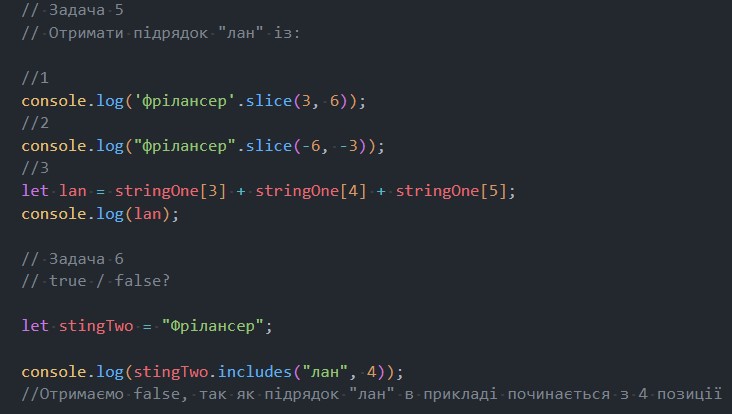 // Задача 5
// Отримати підрядок "лан" із:
//1
console.log('фрілансер'.slice(3, 6));
//2
console.log("фрілансер".slice(-6, -3));
//3
let lan = stringOne[3] + stringOne[4] + stringOne[5];
console.log(lan);
// Задача 6
// true / false?
let stingTwo = "Фрілансер";
console.log(stingTwo.includes("лан", 4));
//Отримаємо false, так як підрядок "лан" в прикладі починається з 4 позиції